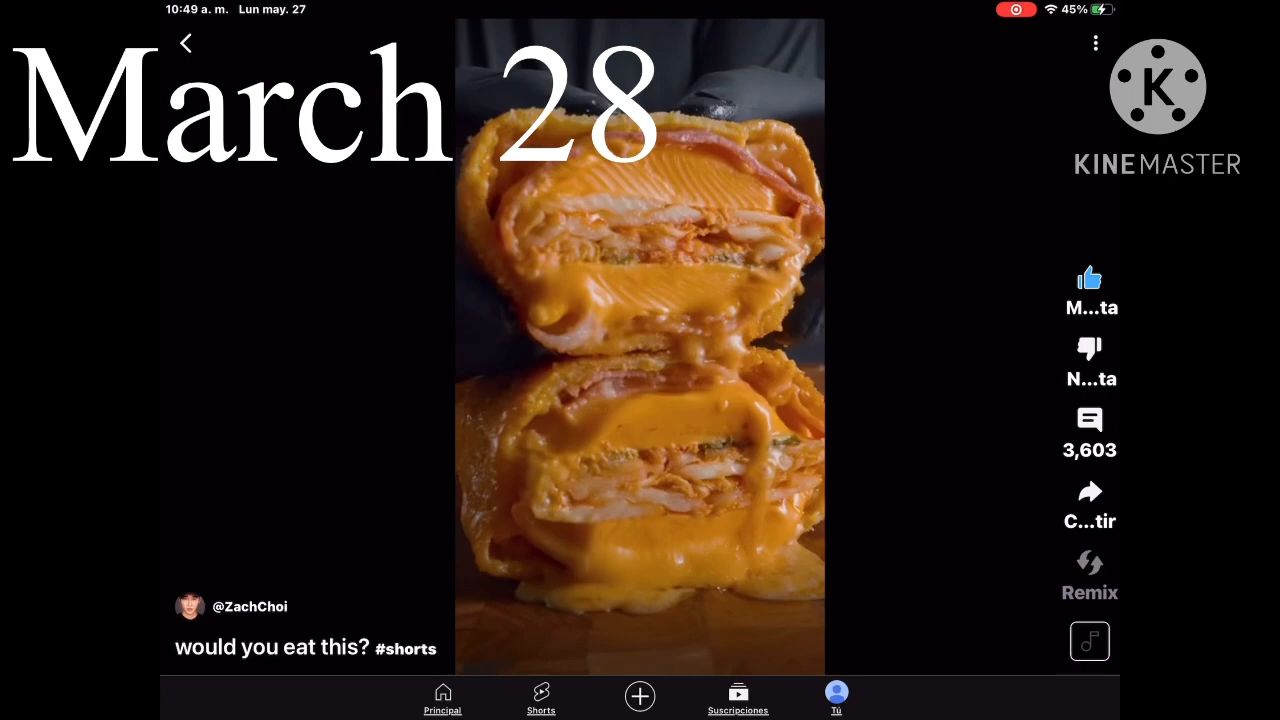 10:49 a. m. Lun may. 27
45%
March 28
K
KINEMASTER
M...ta
N...ta
3,603
C...tir
Remix
@ZachChoi
would you eat this? #shorts
Principal
Shorts
Suscripciones
Tú